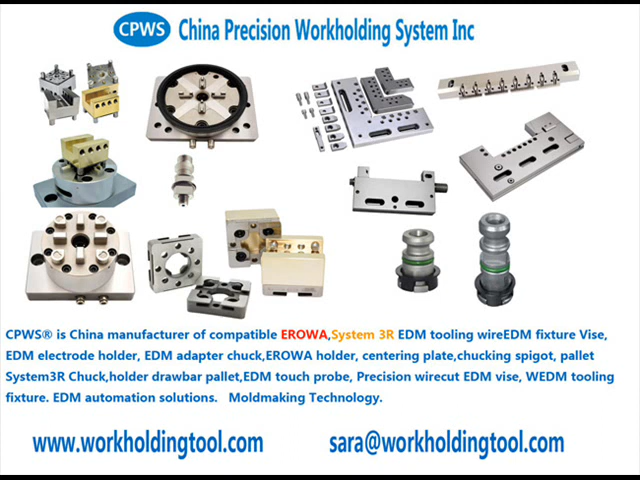 CPWS China Precision Workholding System Inc
CPWS® is China manufacturer of compatible EROWA,System 3R EDM tooling wireEDM fixture Vise,
EDM electrode holder, EDM adapter chuck,EROWA holder, centering plate,chucking spigot, pallet
System3R Chuck,holder drawbar pallet,EDM touch probe, Precision wirecut EDM vise, WEDM tooling
fixture. EDM automation solutions.   Moldmaking Technology.
www.workholdingtool.com sara@workholdingtool.com